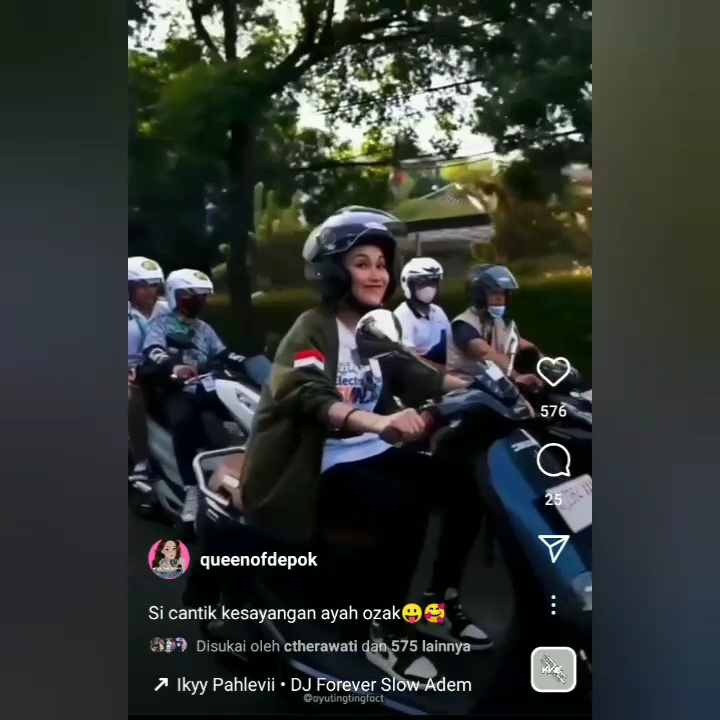 Electric
576
25
queenofdepok
Si cantik kesayangan ayah ozak😛🥰
Disukai oleh ctherawati dan 575 lainnya
Ikyy Pahlevii • DJ Forever Slow Adem
@ayutingtingfact